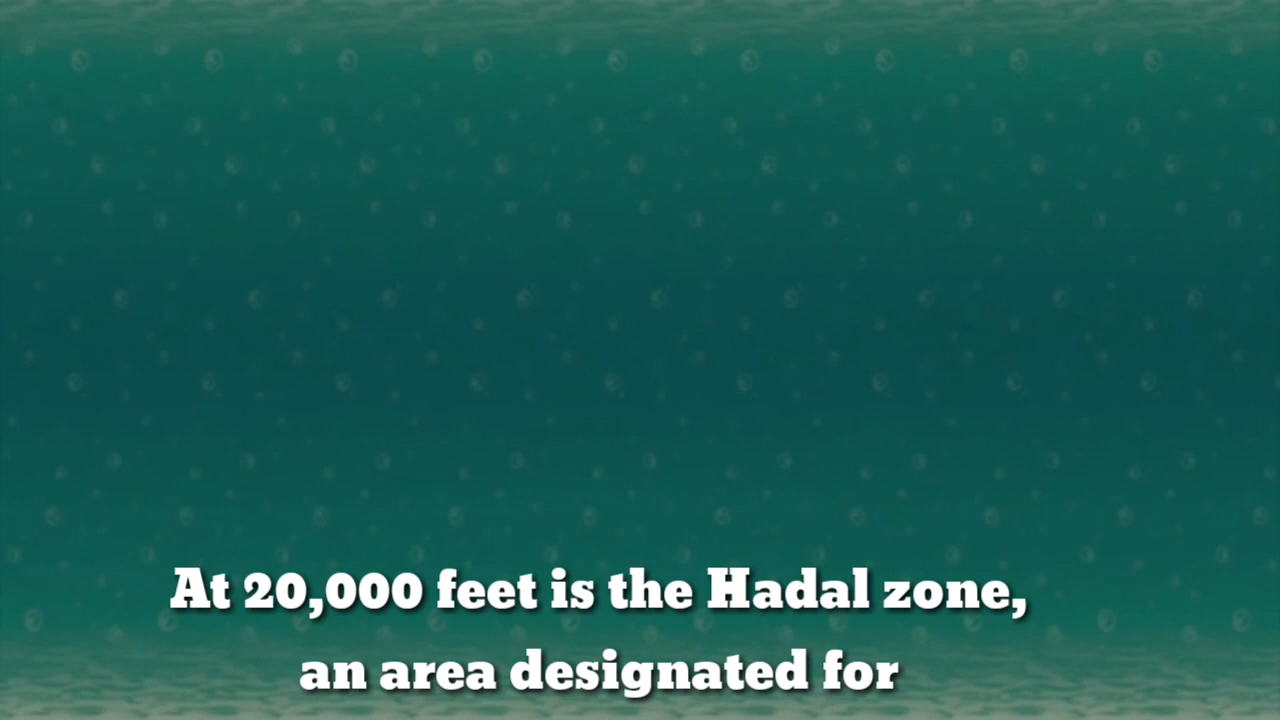 At 20,000 feet is the Hadal zone,
an area designated for